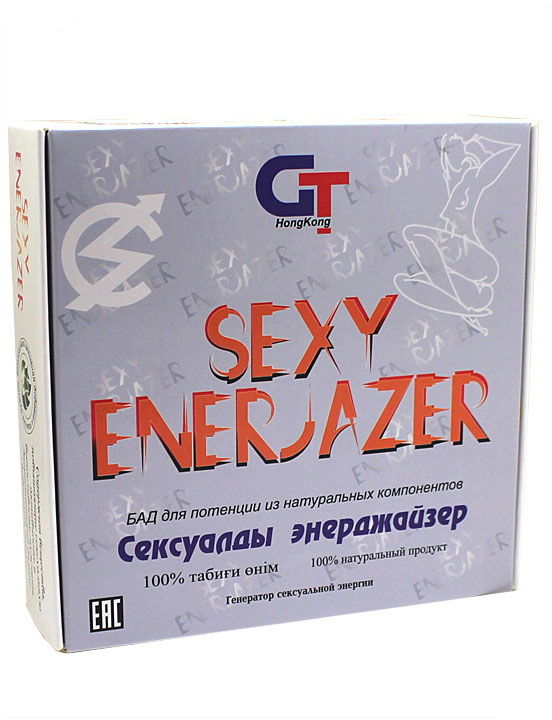 GT
HongKong
SEXY
ENERJAZER
БАД для потенции из натуральных компонентов
Сексуалды энерджайзер
100% табиғи өнім
100% натуральный продукт
Генератор сексуальной энергии
EAC
SEXY
ENERJAZER